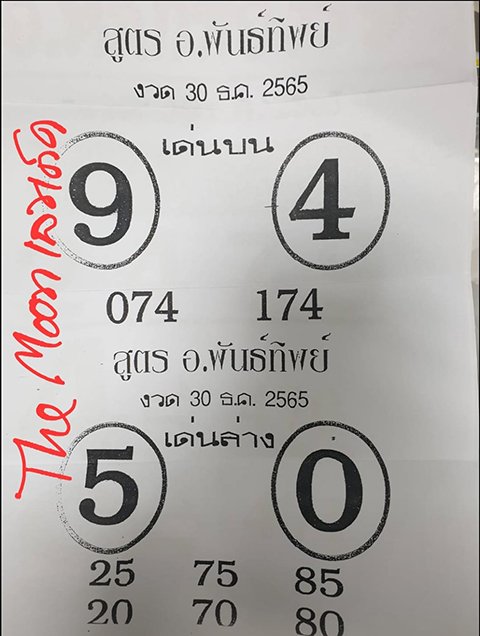 สูตร อ.พันธ์ทิพย์
งวด 30 ธ.ค. 2565
เด่นบน
9 4
074 174
สูตร อ.พันธ์ทิพย์
งวด 30 ธ.ค. 2565
เด่นล่าง
5 0
25 75 85
20 70 80
The Moon เลขเด็ด